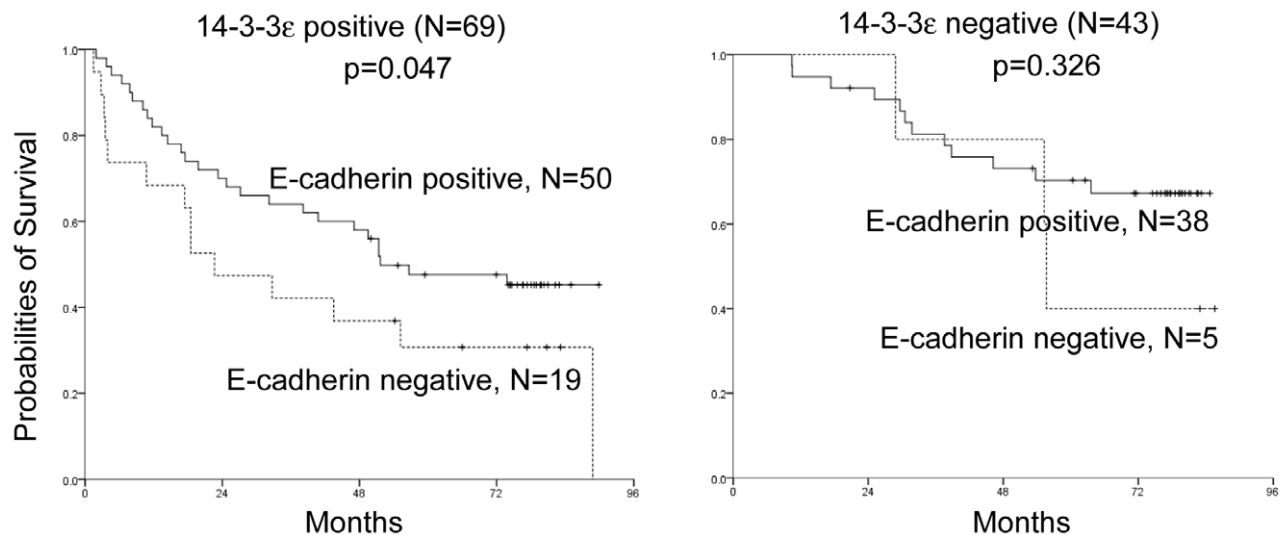 14-3-3ε positive (N=69)
p=0.047
1.0
0.8
0.6
0.4
0.2
0.0
Probabilities of Survival
E-cadherin positive, N=50
E-cadherin negative, N=19
0 24 48 72 96
Months
14-3-3ε negative (N=43)
p=0.326
1.0
0.8
0.6
0.4
0.2
0.0
E-cadherin positive, N=38
E-cadherin negative, N=5
0 24 48 72 96
Months